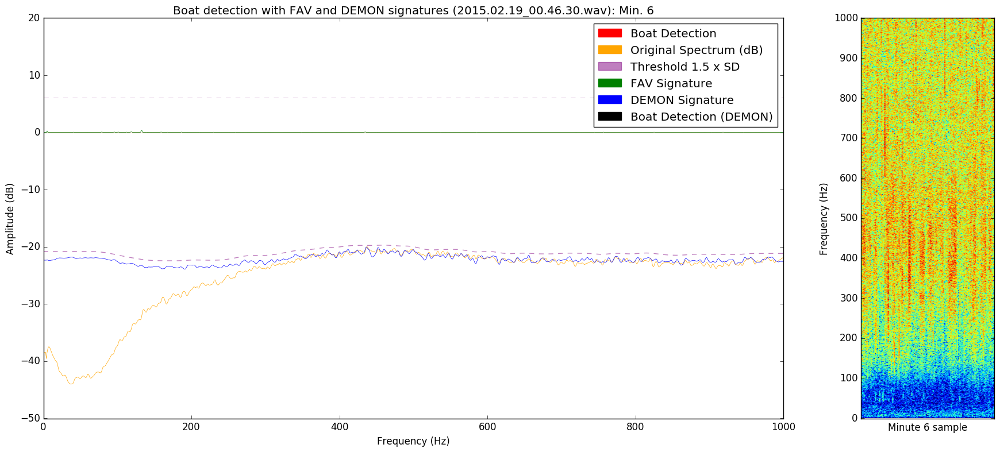 Boat detection with FAV and DEMON signatures (2015.02.19_00.46.30.wav): Min. 6
Boat Detection
Original Spectrum (dB)
Threshold 1.5 x SD
FAV Signature
DEMON Signature
Boat Detection (DEMON)
20
10
0
−10
−20
−30
−40
−50
Amplitude (dB)
0
200
400
600
800
1000
Frequency (Hz)
1000
900
800
700
600
500
400
300
200
100
0
Frequency (Hz)
Minute 6 sample